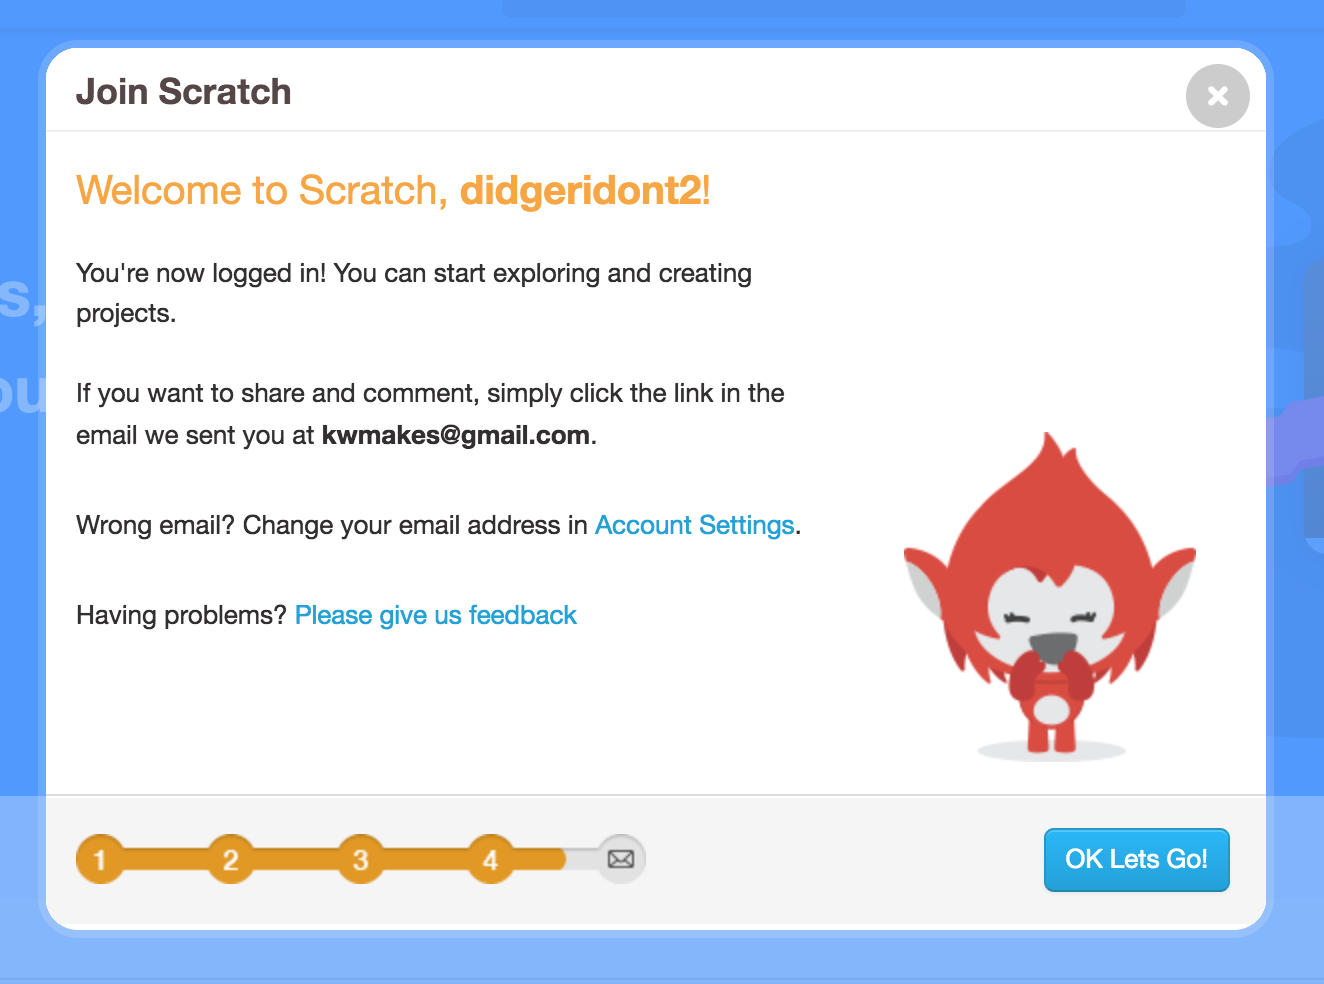 Join Scratch
Welcome to Scratch, didgeridont2!
You're now logged in! You can start exploring and creating
projects.
If you want to share and comment, simply click the link in the
email we sent you at kwmakes@gmail.com.
Wrong email? Change your email address in Account Settings.
Having problems? Please give us feedback
1 2 3 4
OK Lets Go!